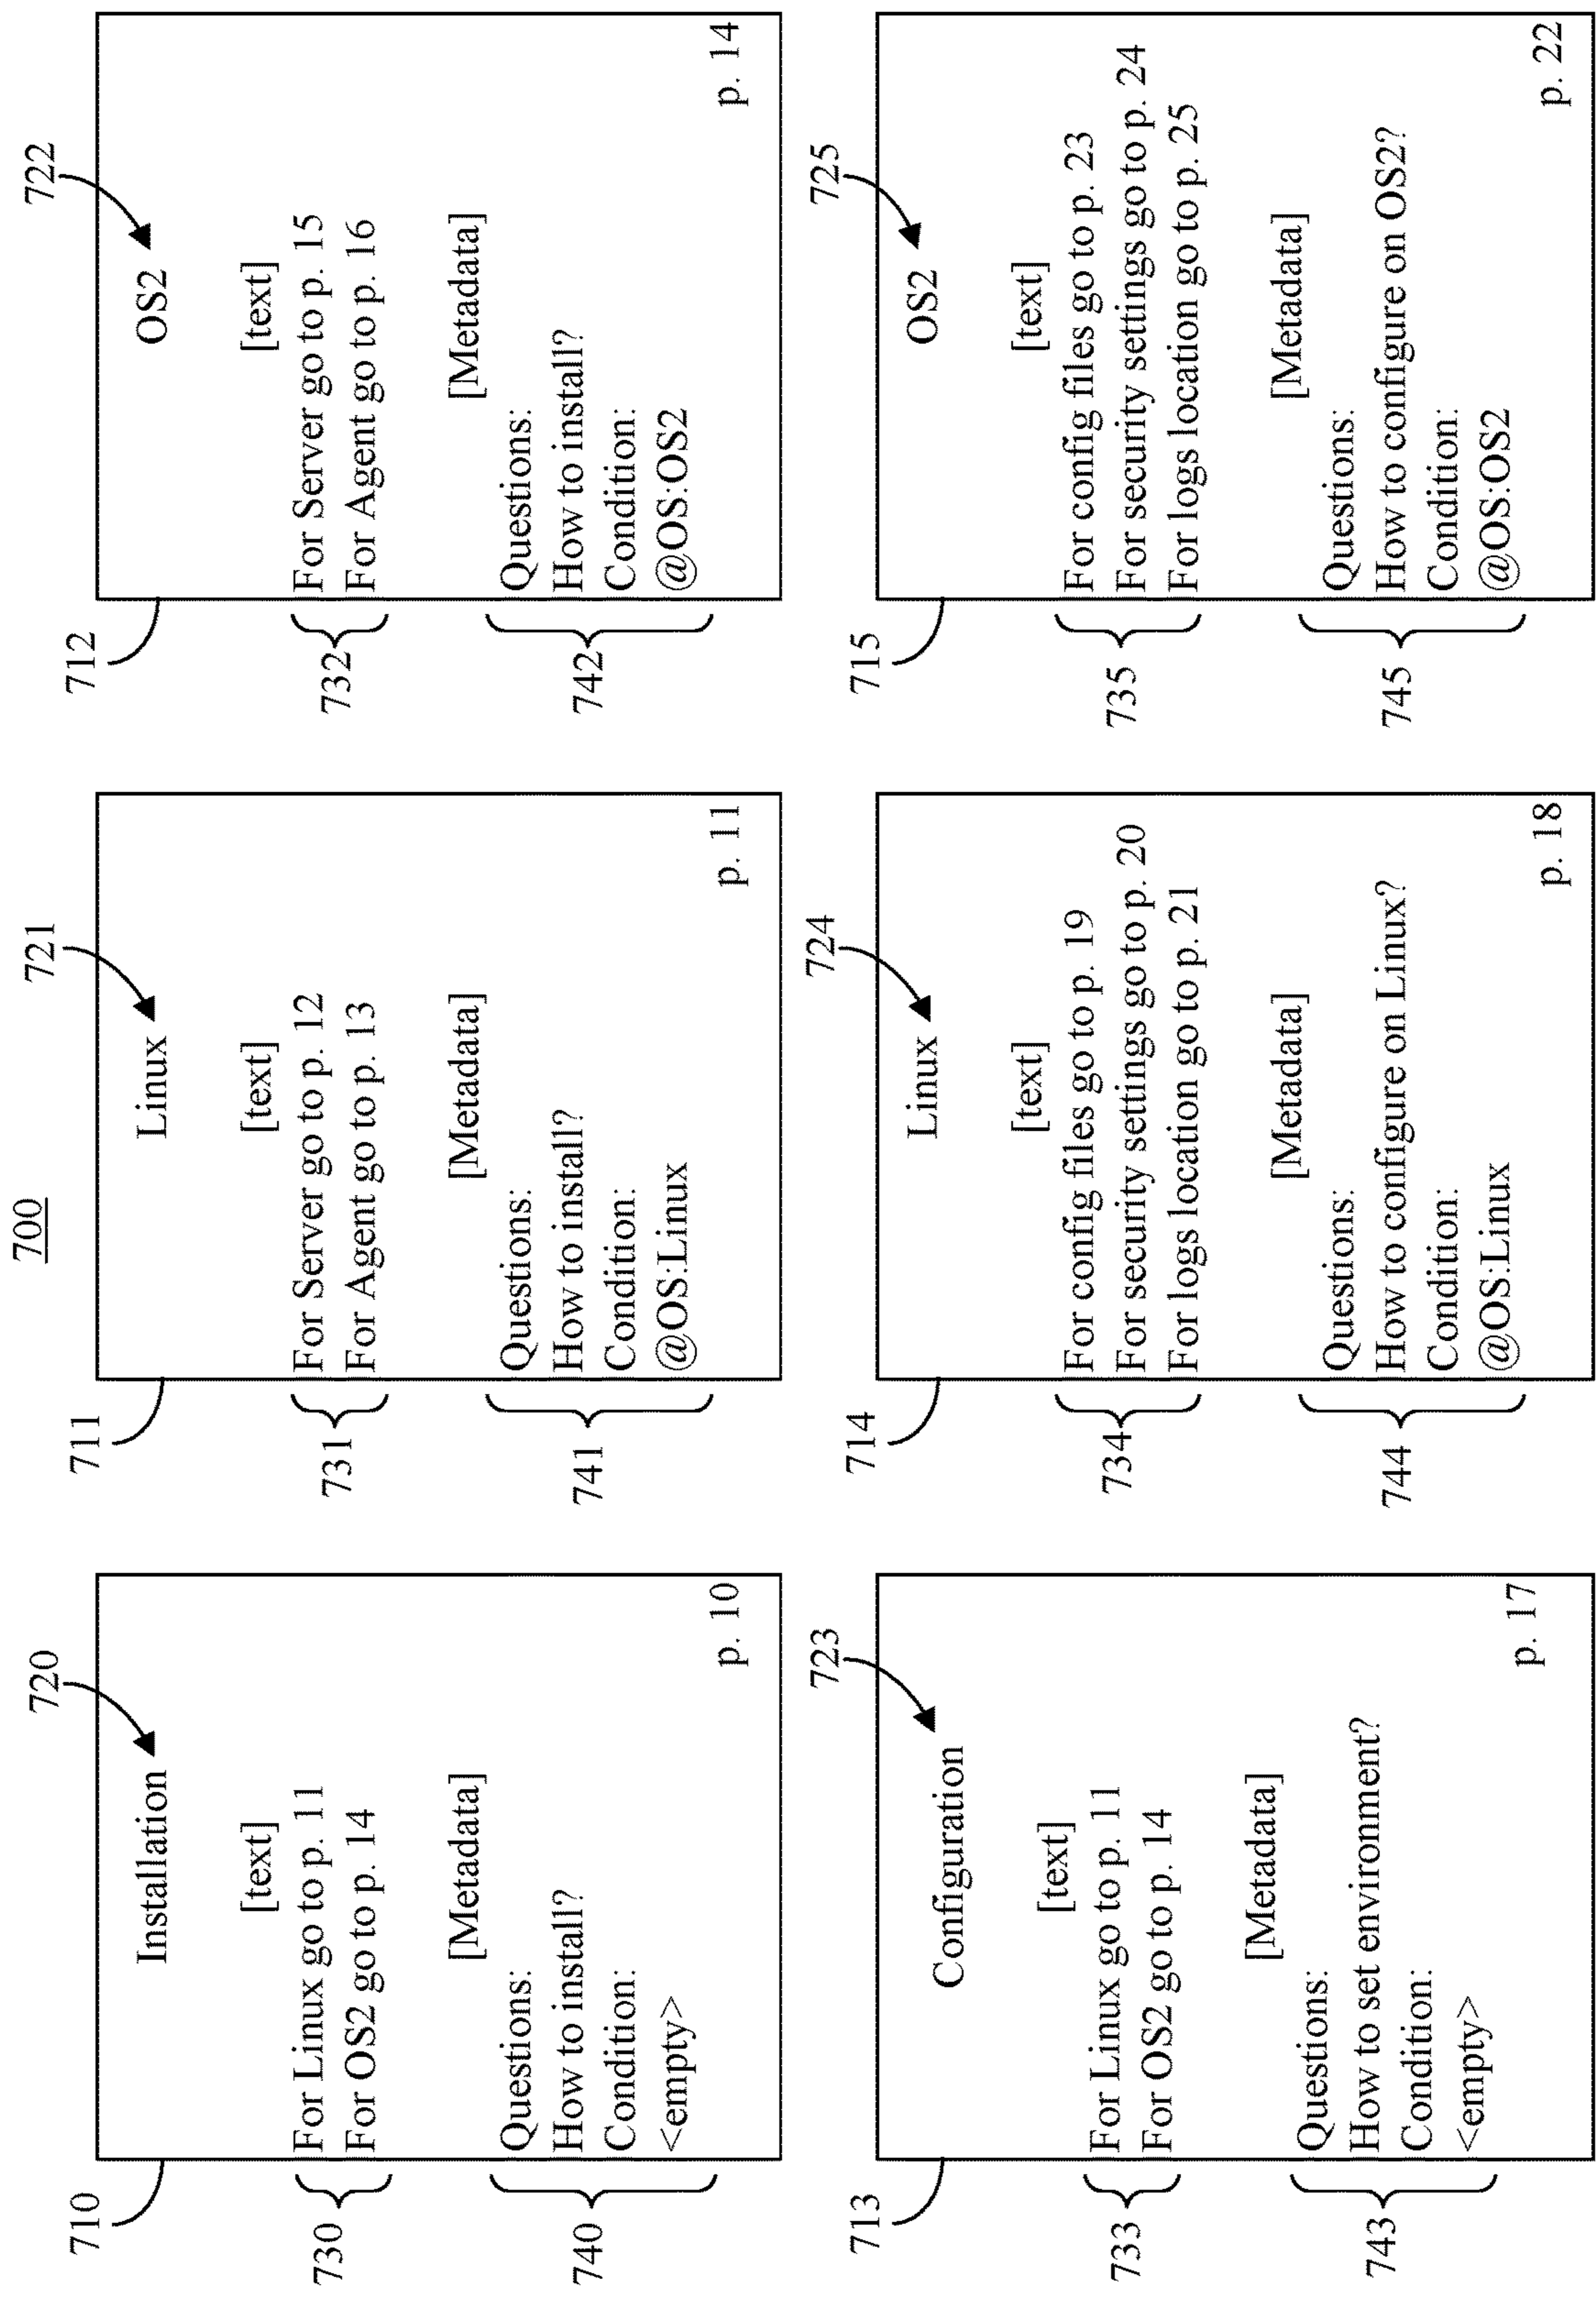 700
710
720
Installation
[text]
730
For Linux go to p. 11
For OS2 go to p. 14
[Metadata]
740
Questions:
How to install?
Condition:
<empty>
p. 10
711
721
Linux
[text]
731
For Server go to p. 12
For Agent go to p. 13
[Metadata]
741
Questions:
How to install?
Condition:
@OS:Linux
p. 11
712
722
OS2
[text]
732
For Server go to p. 15
For Agent go to p. 16
[Metadata]
742
Questions:
How to install?
Condition:
@OS:OS2
p. 14
713
723
Configuration
[text]
733
For Linux go to p. 11
For OS2 go to p. 14
[Metadata]
743
Questions:
How to set environment?
Condition:
<empty>
p. 17
714
724
Linux
[text]
734
For config files go to p. 19
For security settings go to p. 20
For logs location go to p. 21
[Metadata]
744
Questions:
How to configure on Linux?
Condition:
@OS:Linux
p. 18
715
725
OS2
[text]
735
For config files go to p. 23
For security settings go to p. 24
For logs location go to p. 25
[Metadata]
745
Questions:
How to configure on OS2?
Condition:
@OS:OS2
p. 22